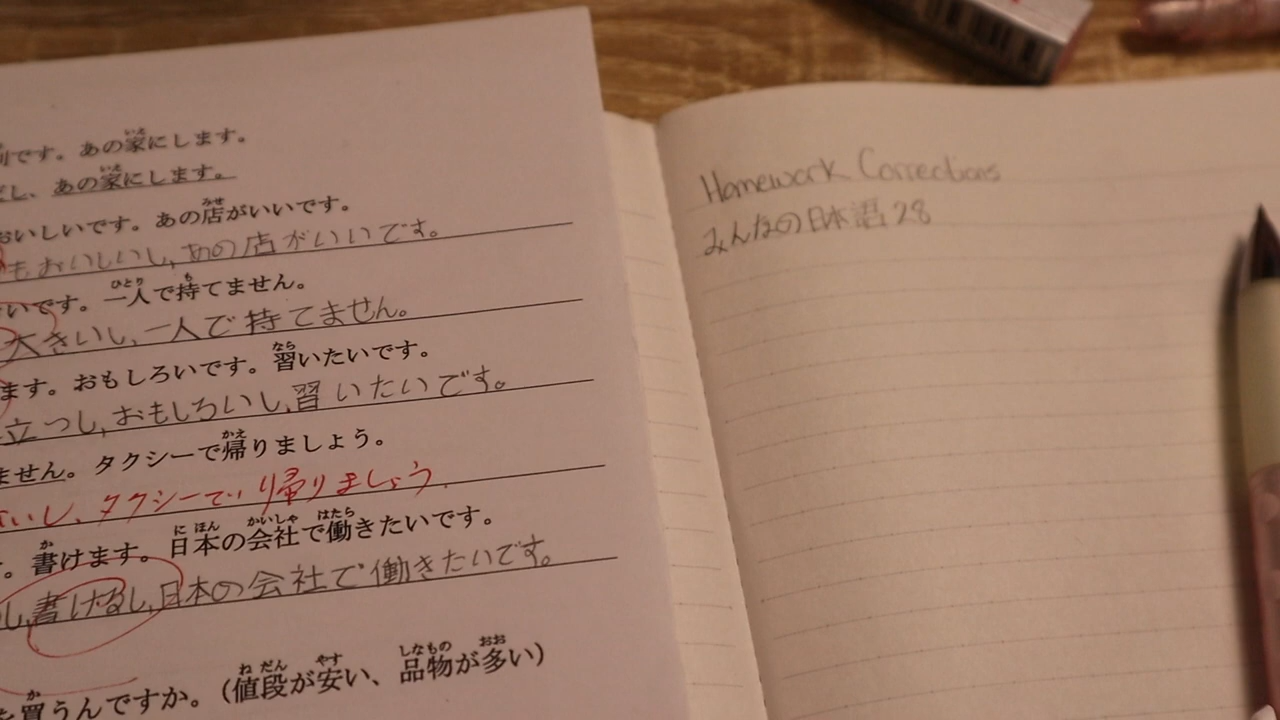 です。あの家にします。
し、あの家にします。
おいしいです。あの店がいいです。
もおいしいし、あの店がいいです。
いです。一人で持てません。
大きいし、一人で持てません。
ます。おもしろいです。習いたいです。
立つし、おもしろいし、習いたいです。
ません。タクシーで帰りましょう。
いし、タクシーで 帰りましょう.
。書けます。日本の会社で働きたいです。
し、書けるし、日本の会社で働きたいです。
を買うんですか。(値段が安い、品物が多い)
Homework Corrections
みんなの日本語 28